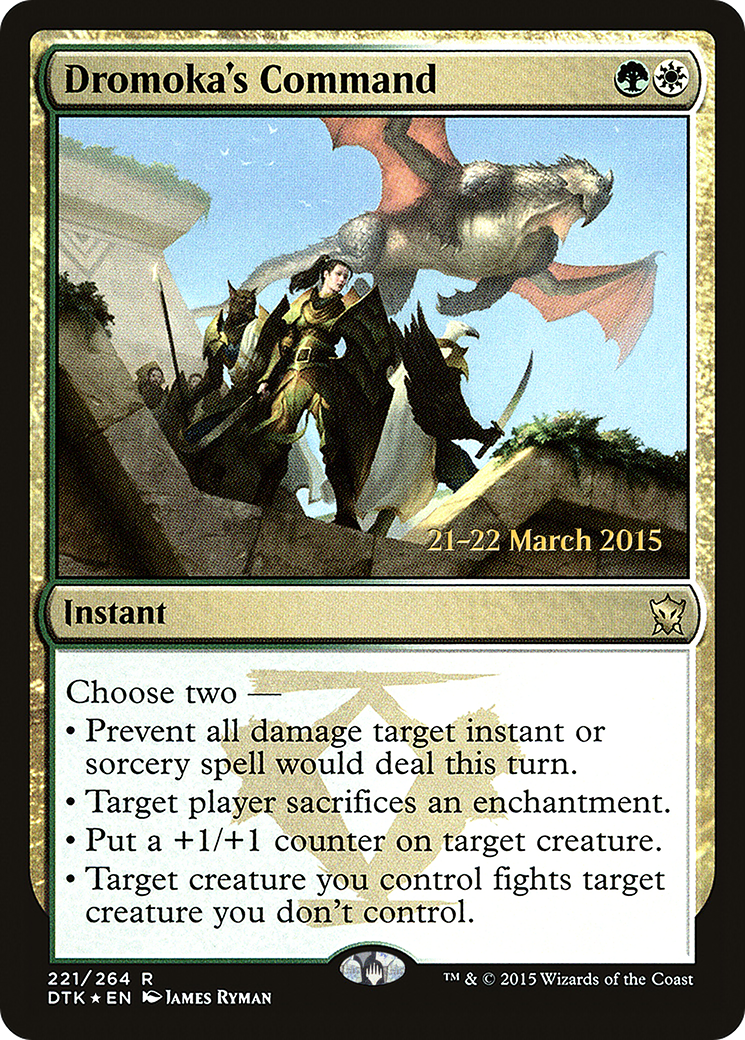 Dromoka's Command
21–22 March 2015
Instant
Choose two —
• Prevent all damage target instant or
sorcery spell would deal this turn.
• Target player sacrifices an enchantment.
• Put a +1/+1 counter on target creature.
• Target creature you control fights target
creature you don't control.
221/264 R
DTK ★ EN James Ryman
™ & © 2015 Wizards of the Coast